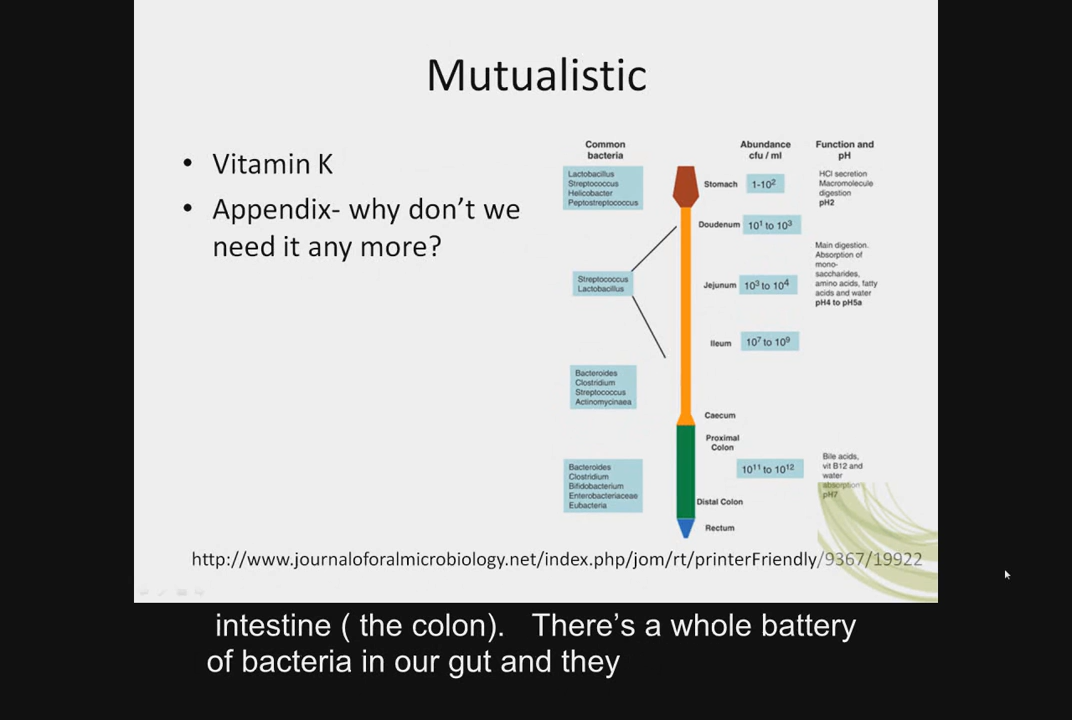 Mutualistic
• Vitamin K
• Appendix- why don’t we
need it any more?
Common
bacteria
Abundance
cfu / ml
Function and
pH
Lactobacillus
Streptococcus
Helicobacter
Peptostreptococcus
Stomach
1-10²
HCl secretion
Macromolecule
digestion
pH2
Doudenum
10¹ to 10³
Streptococcus
Lactobacillus
Jejunum
10³ to 10⁴
Main digestion.
Absorption of
mono-
saccharides,
amino acids, fatty
acids and water
pH4 to pH5a
Ileum
10⁷ to 10⁹
Bacteroides
Clostridium
Streptococcus
Actinomycinaea
Caecum
Proximal
Colon
Bacteroides
Clostridium
Bifidobacterium
Enterobacteriaceae
Eubacteria
10¹¹ to 10¹²
Bile acids,
vit B12 and
water
absorption
pH7
Distal Colon
Rectum
http://www.journaloforalmicrobiology.net/index.php/jom/rt/printerFriendly/9367/19922
intestine ( the colon). There’s a whole battery
of bacteria in our gut and they